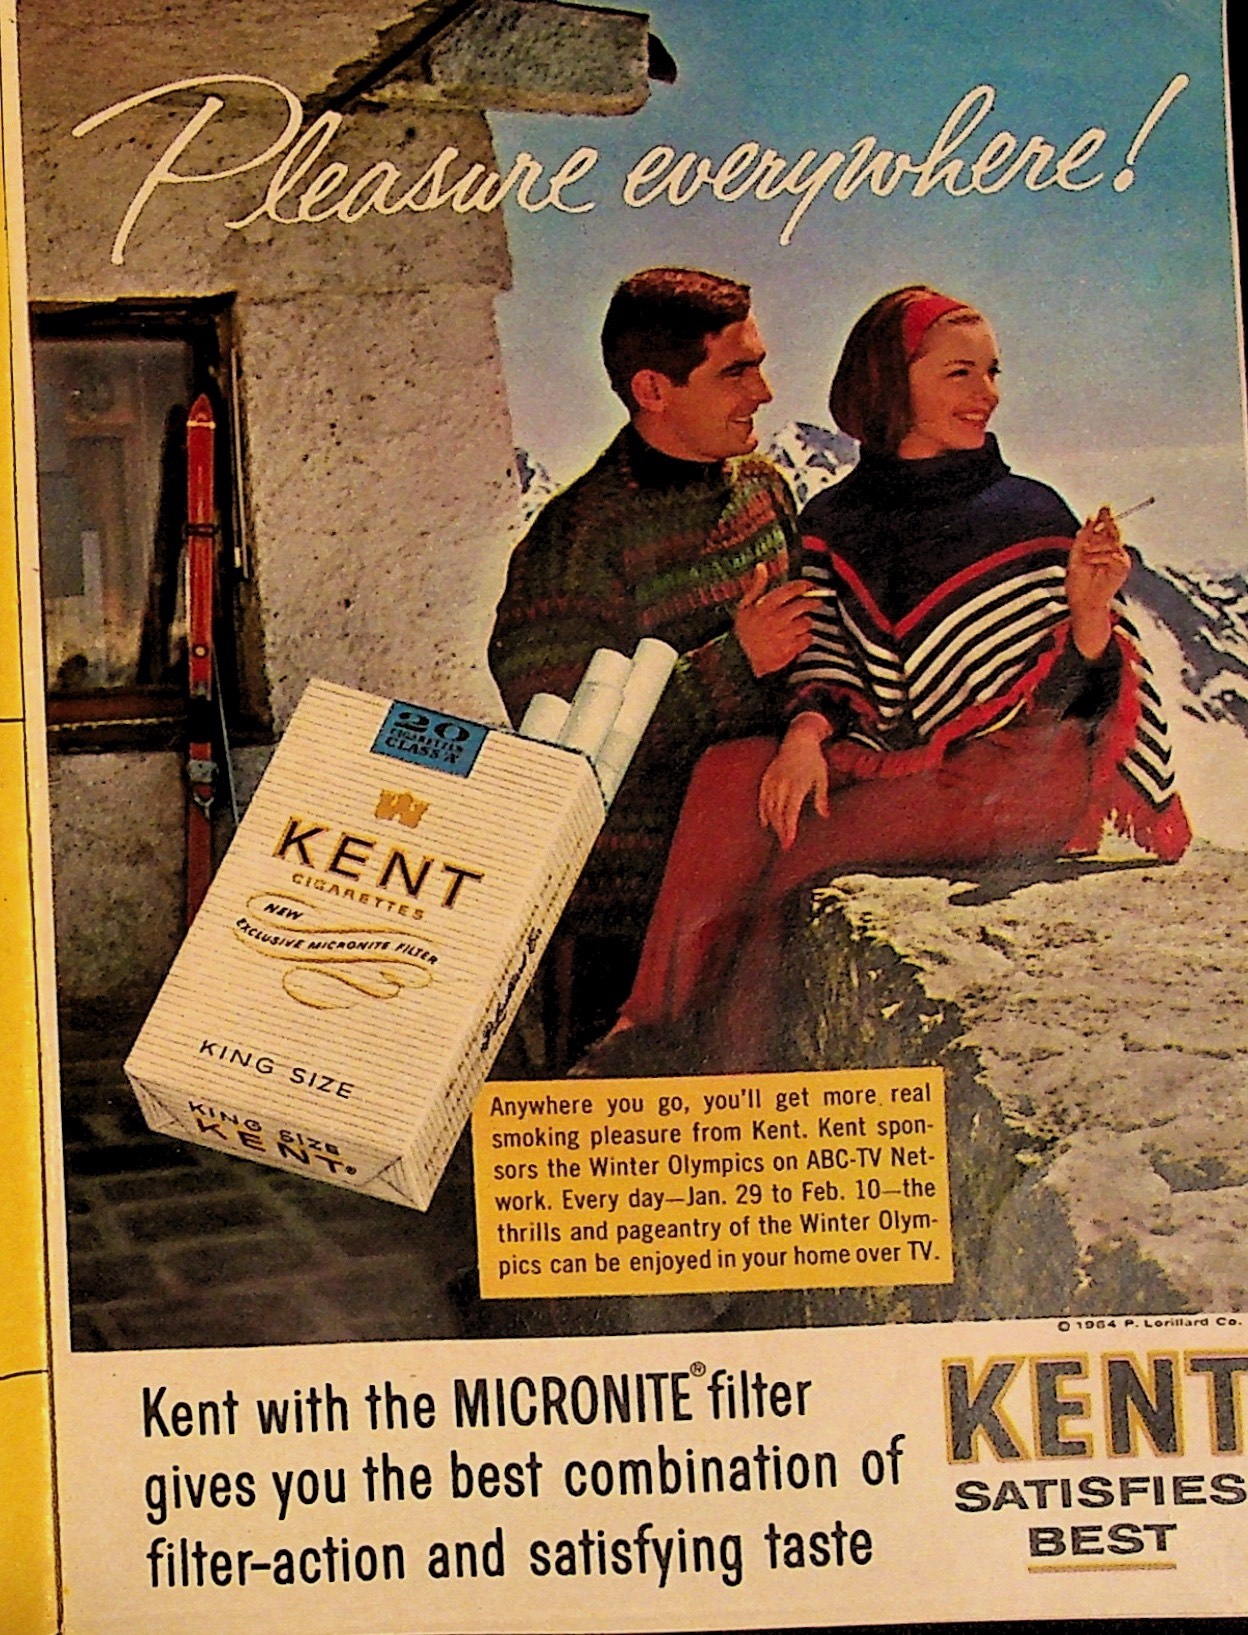 Pleasure everywhere!
20
CIGARETTES
CLASS A
KENT
CIGARETTES
NEW
EXCLUSIVE MICRONITE FILTER
KING SIZE
KING SIZE
KENT®
P. Lorillard Co.
Anywhere you go, you'll get more real
smoking pleasure from Kent. Kent spon-
sors the Winter Olympics on ABC-TV Net-
work. Every day—Jan. 29 to Feb. 10—the
thrills and pageantry of the Winter Olym-
pics can be enjoyed in your home over TV.
© 1964 P. Lorillard Co.
Kent with the MICRONITE® filter
gives you the best combination of
filter-action and satisfying taste
KENT
SATISFIES
BEST